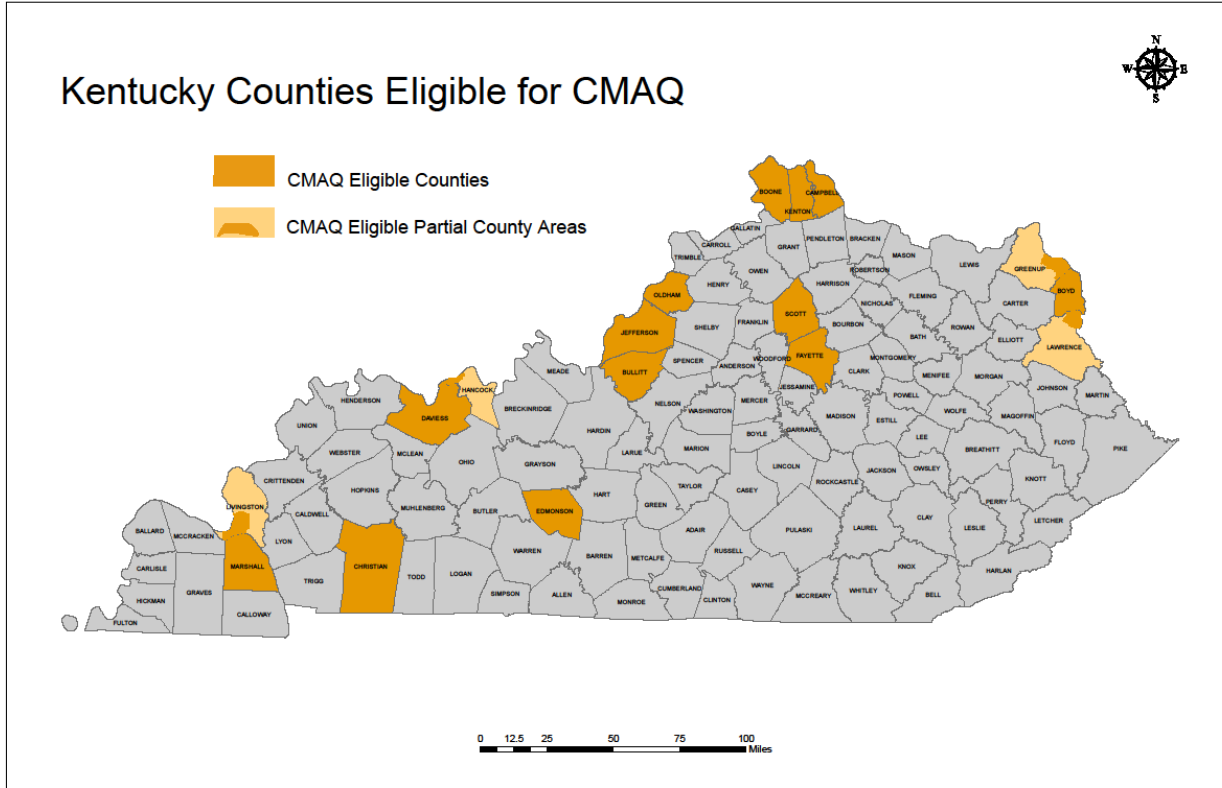 N
W E
S
Kentucky Counties Eligible for CMAQ
CMAQ Eligible Counties
CMAQ Eligible Partial County Areas
BOONE
CAMPBELL
KENTON
GALLATIN
CARROLL
GRANT
PENDLETON
BRACKEN
TRIMBLE
MASON
OWEN
ROBERTSON
LEWIS
GREENUP
HENRY
HARRISON
BOYD
OLDHAM
FLEMING
NICHOLAS
CARTER
SCOTT
FRANKLIN
BOURBON
JEFFERSON
SHELBY
ROWAN
BATH
ELLIOTT
LAWRENCE
FAYETTE
WOODFORD
MONTGOMERY
SPENCER
ANDERSON
CLARK
MENIFEE
MORGAN
BULLITT
MEADE
JESSAMINE
JOHNSON
MARTIN
HANCOCK
POWELL
HENDERSON
BRECKINRIDGE
NELSON
WASHINGTON
MERCER
MADISON
WOLFE
MAGOFFIN
DAVIESS
ESTILL
UNION
HARDIN
GARRARD
BOYLE
LEE
FLOYD
WEBSTER
MCLEAN
OHIO
LARUE
MARION
BREATHITT
PIKE
GRAYSON
LINCOLN
JACKSON
OWSLEY
KNOTT
CRITTENDEN
HOPKINS
HART
TAYLOR
CASEY
ROCKCASTLE
LIVINGSTON
MUHLENBERG
BUTLER
EDMONSON
GREEN
PERRY
CALDWELL
CLAY
LETCHER
BALLARD
MCCRACKEN
LYON
ADAIR
PULASKI
LAUREL
LESLIE
WARREN
BARREN
METCALFE
RUSSELL
MARSHALL
CHRISTIAN
CARLISLE
TRIGG
TODD
LOGAN
KNOX
HARLAN
GRAVES
SIMPSON
ALLEN
CUMBERLAND
WAYNE
WHITLEY
BELL
HICKMAN
MONROE
CLINTON
MCCREARY
CALLOWAY
FULTON
0 12.5 25 50 75 100
Miles